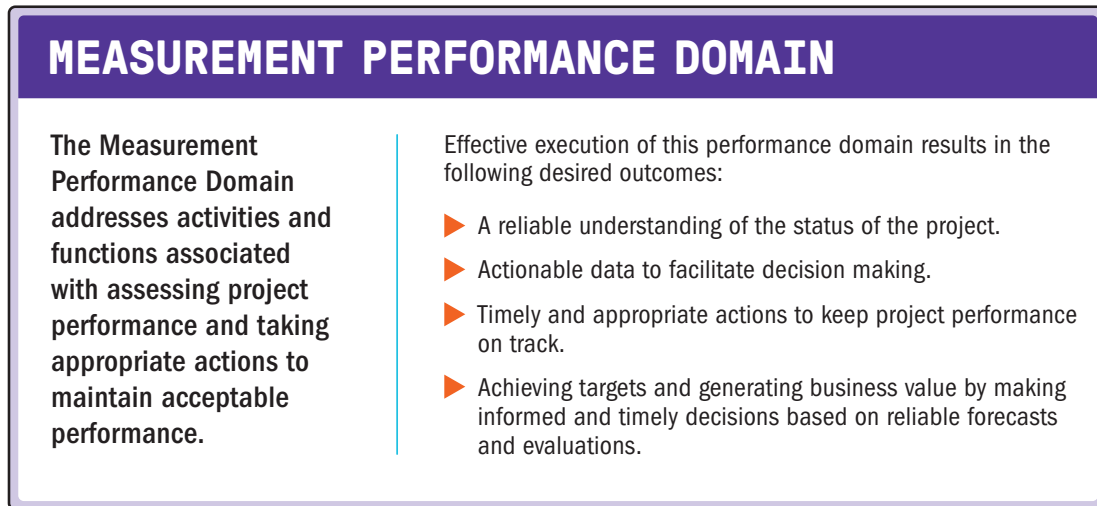 MEASUREMENT PERFORMANCE DOMAIN
The Measurement
Performance Domain
addresses activities and
functions associated
with assessing project
performance and taking
appropriate actions to
maintain acceptable
performance.
Effective execution of this performance domain results in the
following desired outcomes:
A reliable understanding of the status of the project.
Actionable data to facilitate decision making.
Timely and appropriate actions to keep project performance
on track.
Achieving targets and generating business value by making
informed and timely decisions based on reliable forecasts
and evaluations.